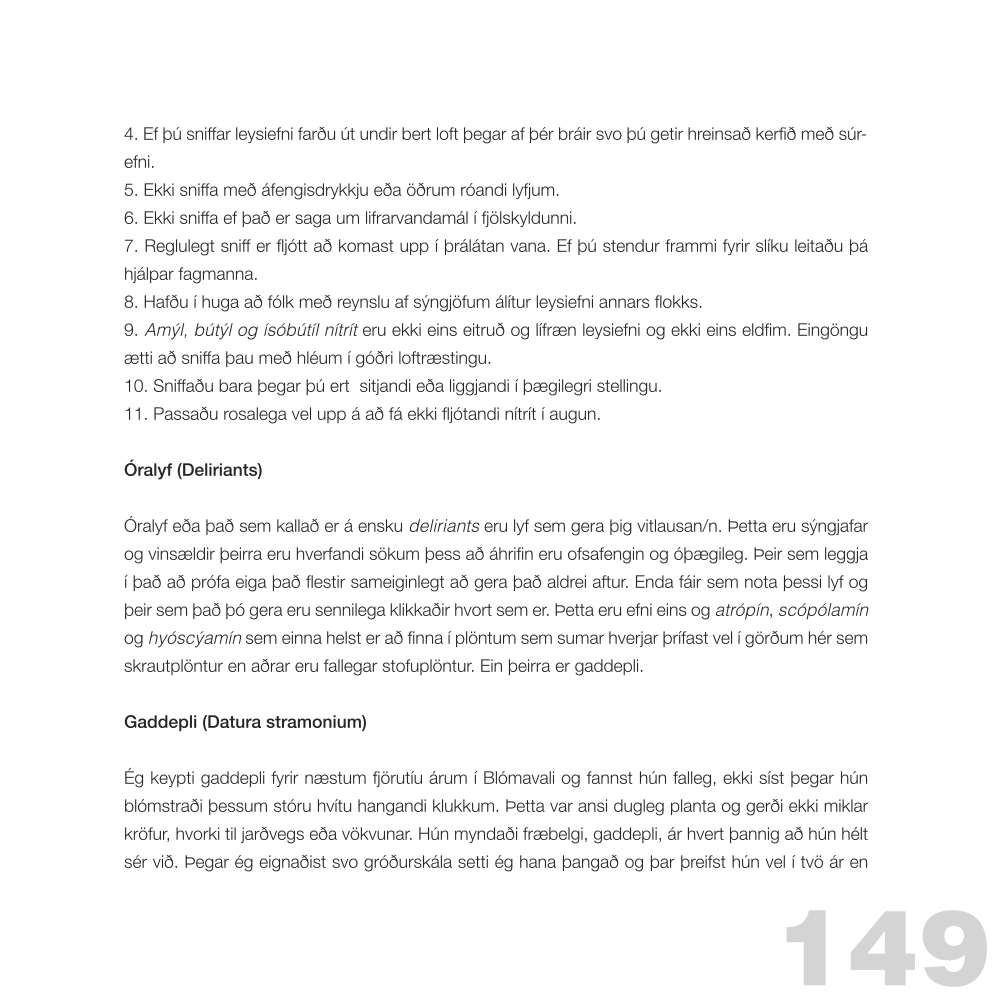 4. Ef þú sniffar leysiefni farðu út undir bert loft þegar af þér bráir svo þú getir hreinsað kerfið með súr-
efni.
5. Ekki sniffa með áfengisdrykkju eða öðrum róandi lyfjum.
6. Ekki sniffa ef það er saga um lifrarvandamál í fjölskyldunni.
7. Reglulegt sniff er fljótt að komast upp í þrálátan vana. Ef þú stendur frammi fyrir slíku leitaðu þá
hjálpar fagmanna.
8. Hafðu í huga að fólk með reynslu af sýngjöfum álítur leysiefni annars flokks.
9. Amýl, bútýl og ísóbútíl nítrít eru ekki eins eitruð og lífræn leysiefni og ekki eins eldfim. Eingöngu
ætti að sniffa þau með hléum í góðri loftræstingu.
10. Sniffaðu bara þegar þú ert  sitjandi eða liggjandi í þægilegri stellingu.
11. Passaðu rosalega vel upp á að fá ekki fljótandi nítrít í augun.
Óralyf (Deliriants)
Óralyf eða það sem kallað er á ensku deliriants eru lyf sem gera þig vitlausan/n. Þetta eru sýngjafar
og vinsældir þeirra eru hverfandi sökum þess að áhrifin eru ofsafengin og óþægileg. Þeir sem leggja
í það að prófa eiga það flestir sameiginlegt að gera það aldrei aftur. Enda fáir sem nota þessi lyf og
þeir sem það þó gera eru sennilega klikkaðir hvort sem er. Þetta eru efni eins og atrópín, scópólamín
og hyóscýamín sem einna helst er að finna í plöntum sem sumar hverjar þrífast vel í görðum hér sem
skrautplöntur en aðrar eru fallegar stofuplöntur. Ein þeirra er gaddepli.
Gaddepli (Datura stramonium)
Ég keypti gaddepli fyrir næstum fjörutíu árum í Blómavali og fannst hún falleg, ekki síst þegar hún
blómstraði þessum stóru hvítu hangandi klukkum. Þetta var ansi dugleg planta og gerði ekki miklar
kröfur, hvorki til jarðvegs eða vökvunar. Hún myndaði fræbelgi, gaddepli, ár hvert þannig að hún hélt
sér við. Þegar ég eignaðist svo gróðurskála setti ég hana þangað og þar þreifst hún vel í tvö ár en
149